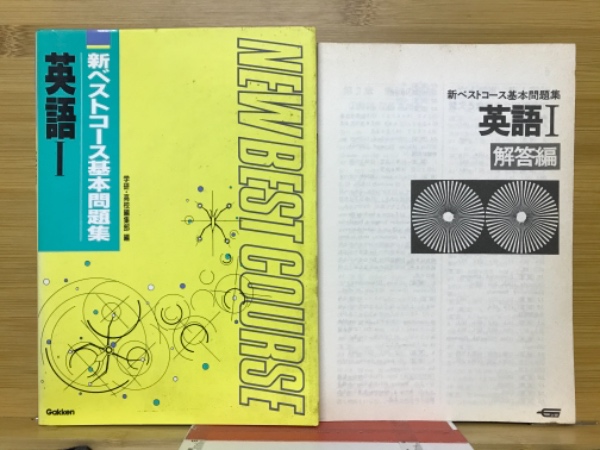 新ベストコース基本問題集
英語I
学研・高校編集部 編
NEW BEST COURSE
Gakken
新ベストコース基本問題集
英語I
解答編